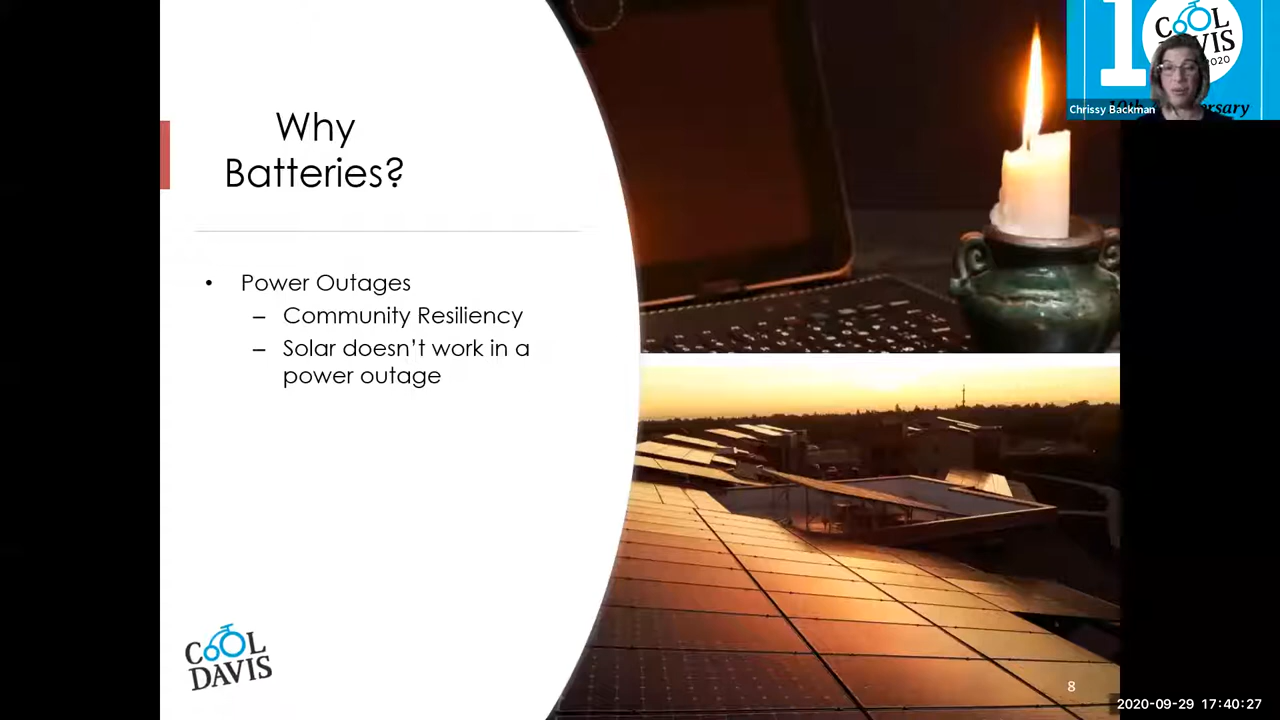 Why
Batteries?
• Power Outages
– Community Resiliency
– Solar doesn’t work in a
power outage
COOL
DAVIS
8
COOL
2020
Chrissy Backman
2020-09-29 17:40:27